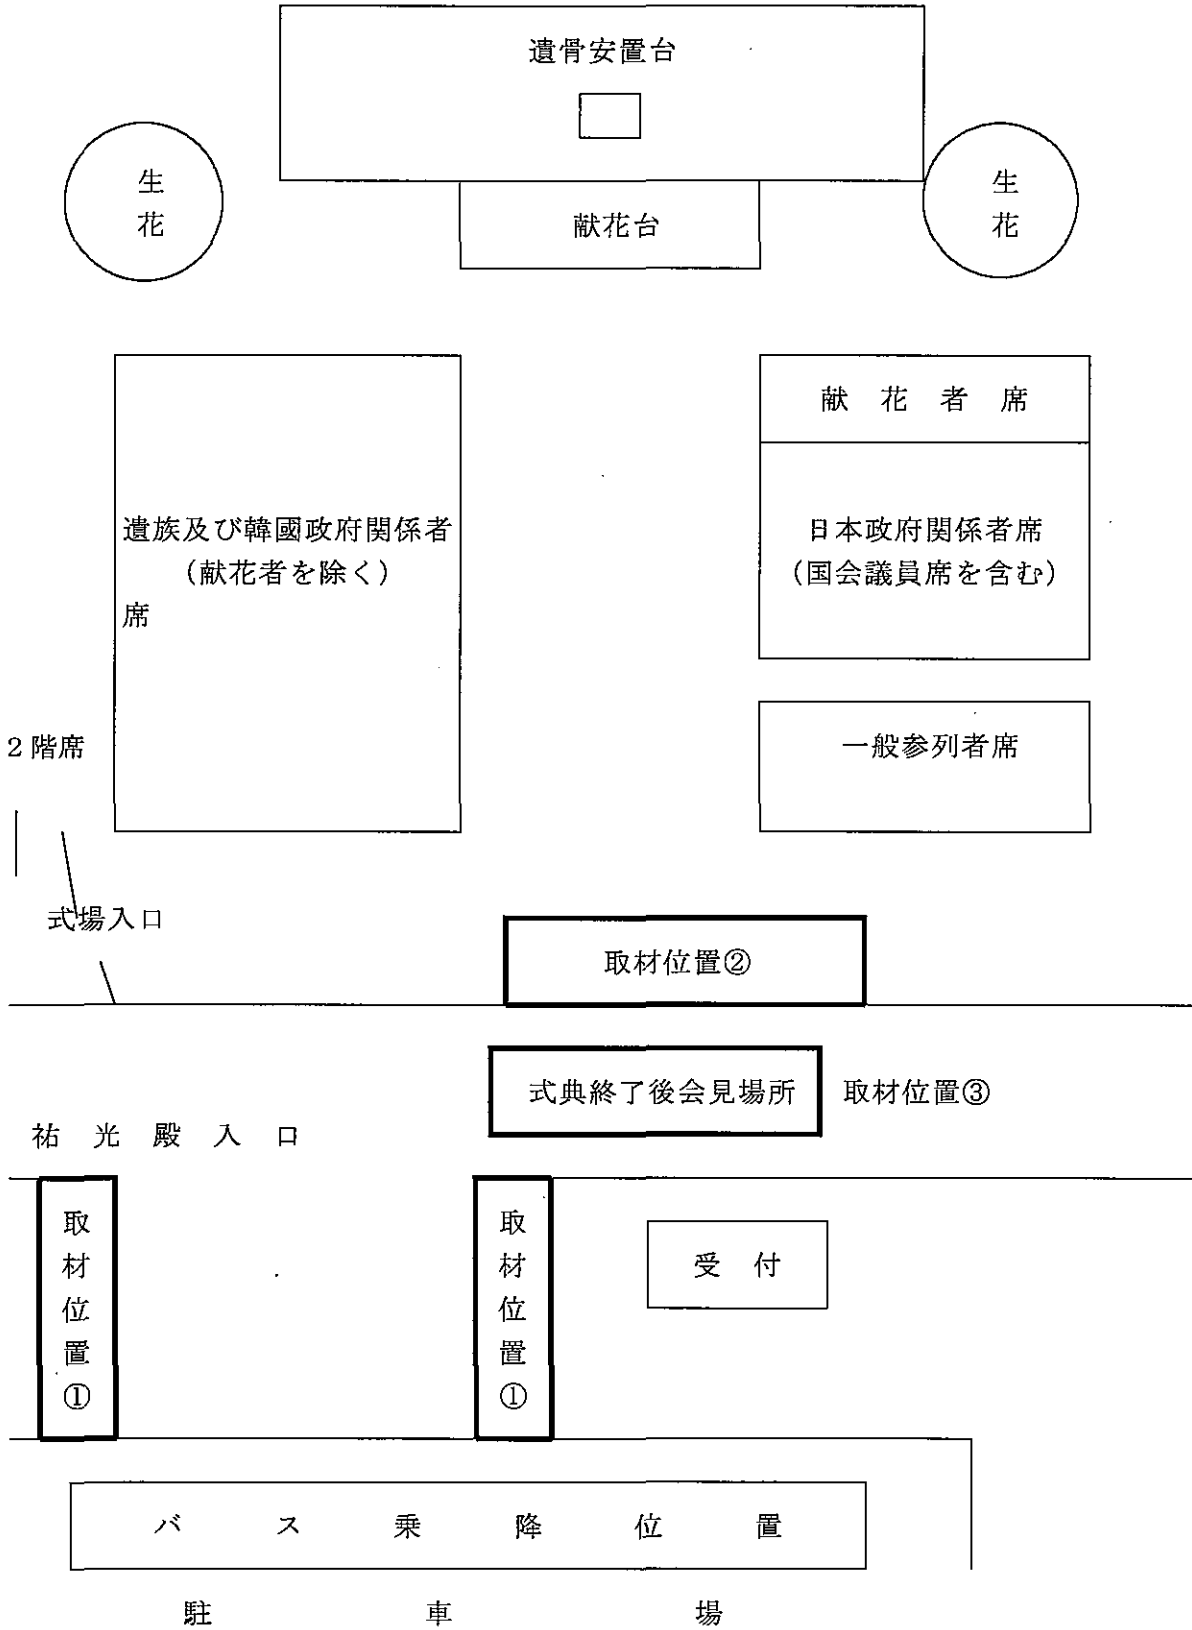 遺骨安置台
生花
生花
献花台
献花者席
遺族及び韓國政府関係者
(献花者を除く)
席
日本政府関係者席
(国会議員席を含む)
一般参列者席
2階席
式場入口
取材位置②
式典終了後会見場所
取材位置③
祐光殿入口
取材位置①
取材位置①
受付
バス乗降位置
駐車場